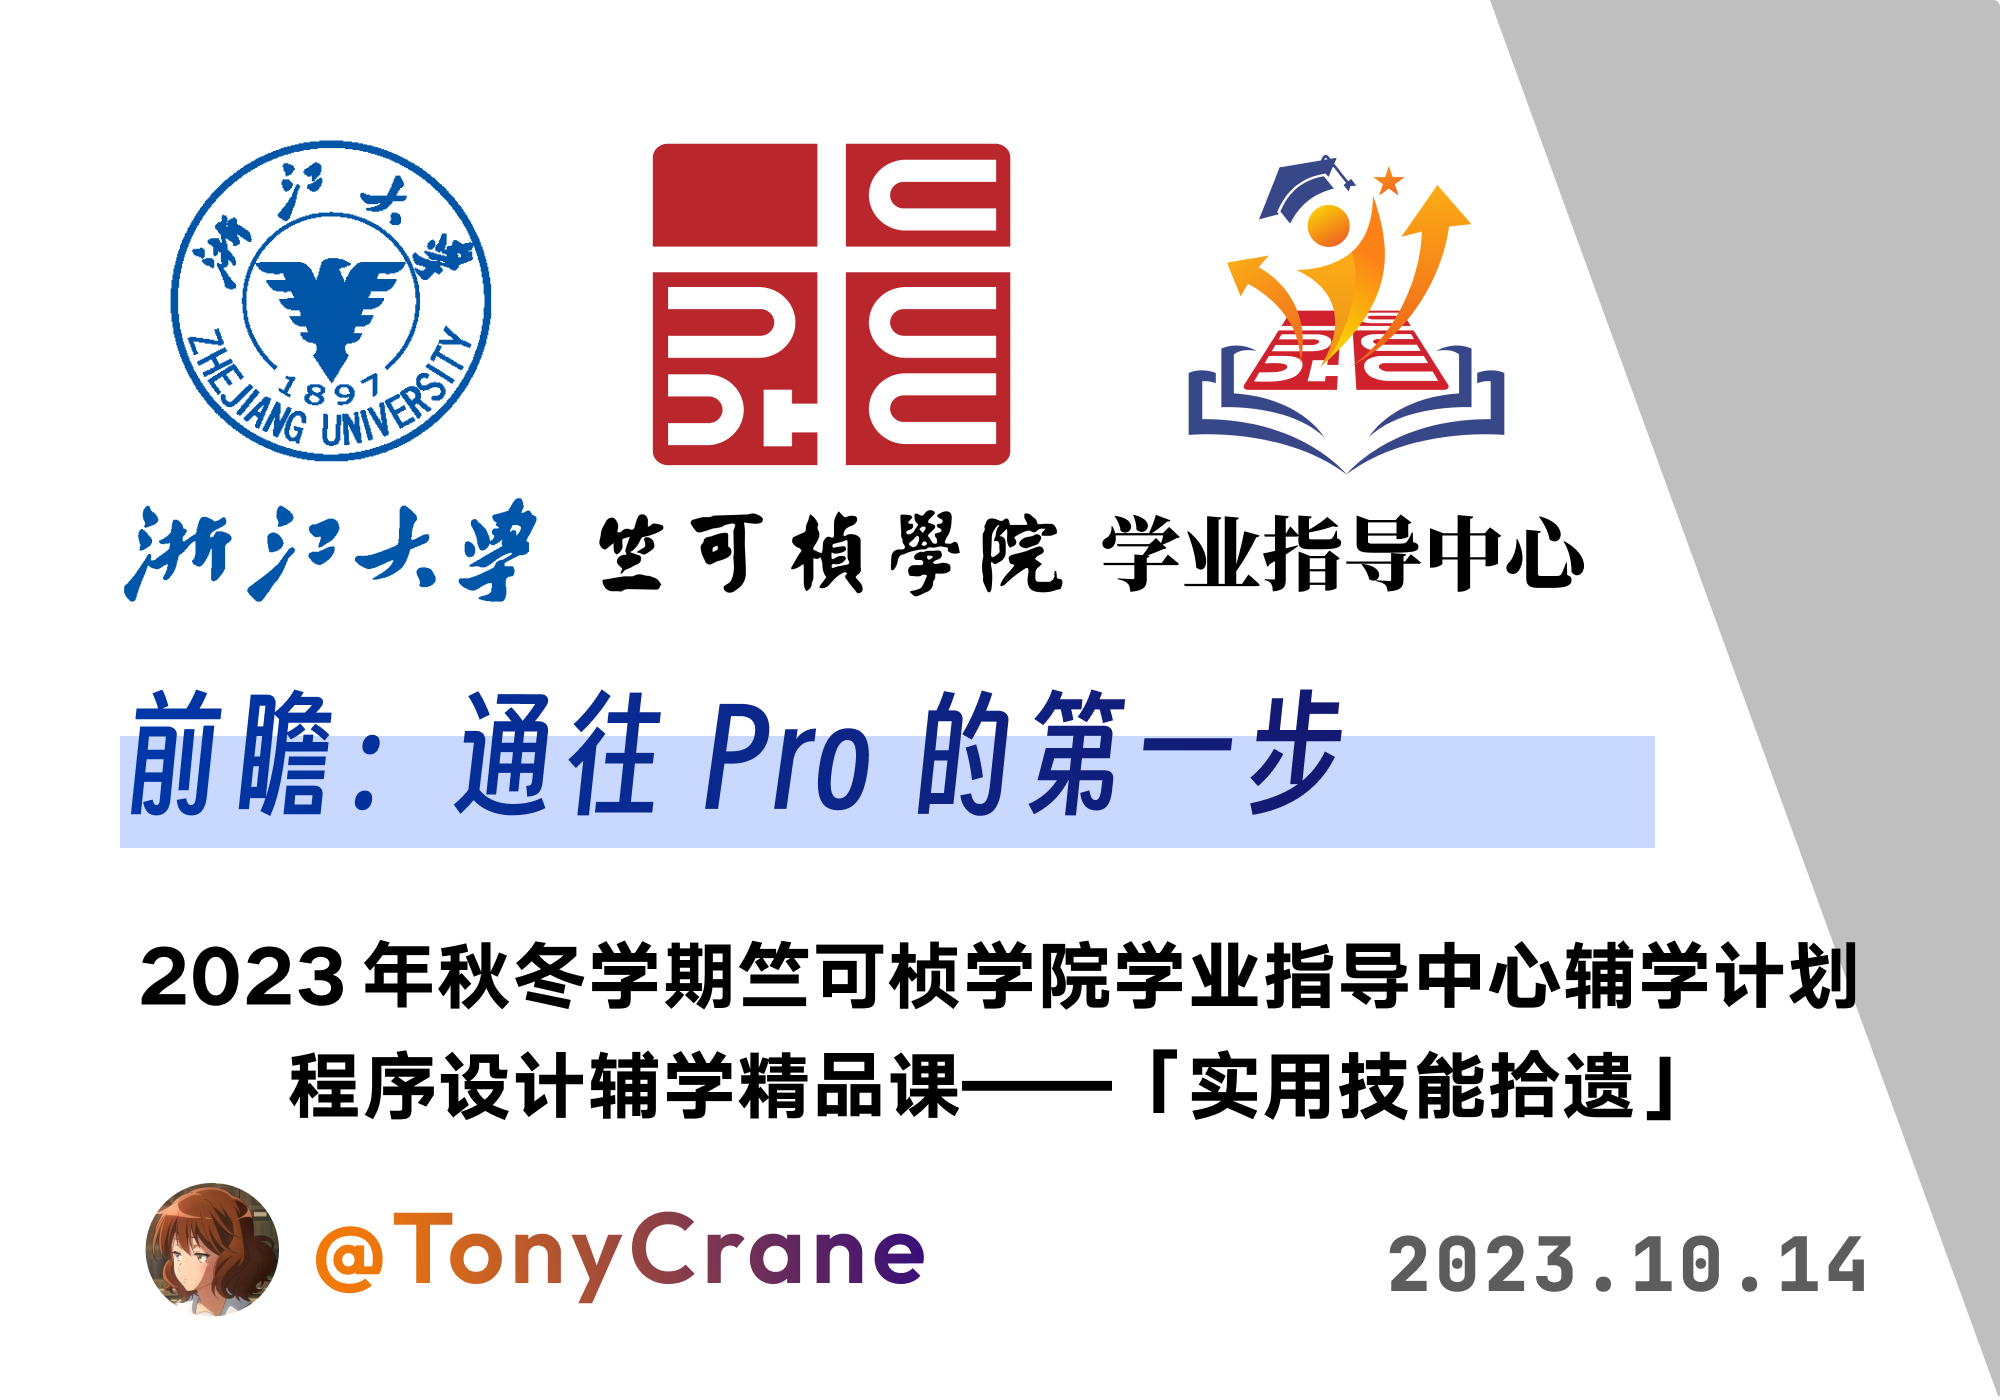 浙江大學
ZHEJIANG UNIVERSITY
1897
浙江大學 竺可桢學院 学业指导中心
前瞻：通往 Pro 的第一步
2023 年秋冬学期竺可桢学院学业指导中心辅学计划
程序设计辅学精品课——「实用技能拾遗」
@TonyCrane
2023.10.14